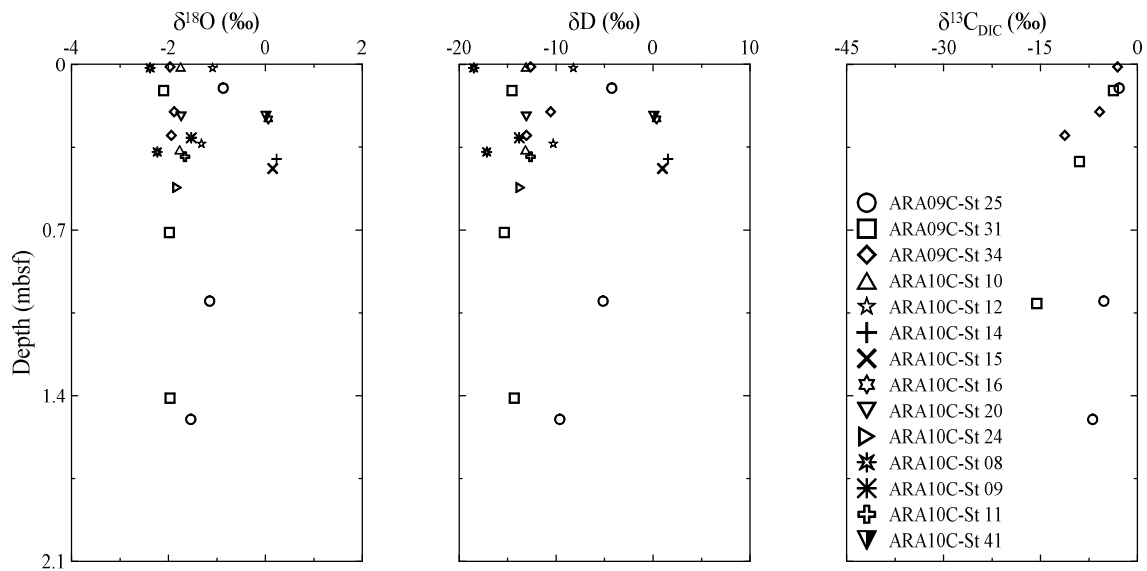 δ¹⁸O (‰) δD (‰) δ¹³C_DIC (‰)
-4 -2 0 2 -20 -10 0 10 -45 -30 -15 0
0
0.7
1.4
2.1
Depth (mbsf)
ARA09C-St 25
ARA09C-St 31
ARA09C-St 34
ARA10C-St 10
ARA10C-St 12
ARA10C-St 14
ARA10C-St 15
ARA10C-St 16
ARA10C-St 20
ARA10C-St 24
ARA10C-St 08
ARA10C-St 09
ARA10C-St 11
ARA10C-St 41